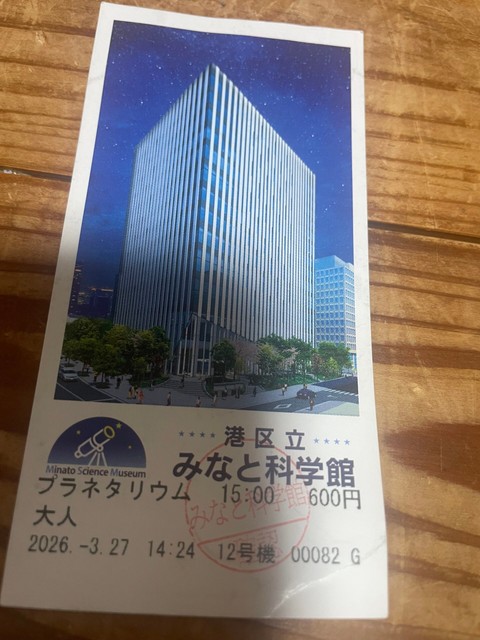 ★★★★ 港区立 ★★★★
Minato Science Museum
みなと科学館
プラネタリウム 15:00 600円
大人
みなと科学館
2026.-3.27 14:24 12号機 00082 G